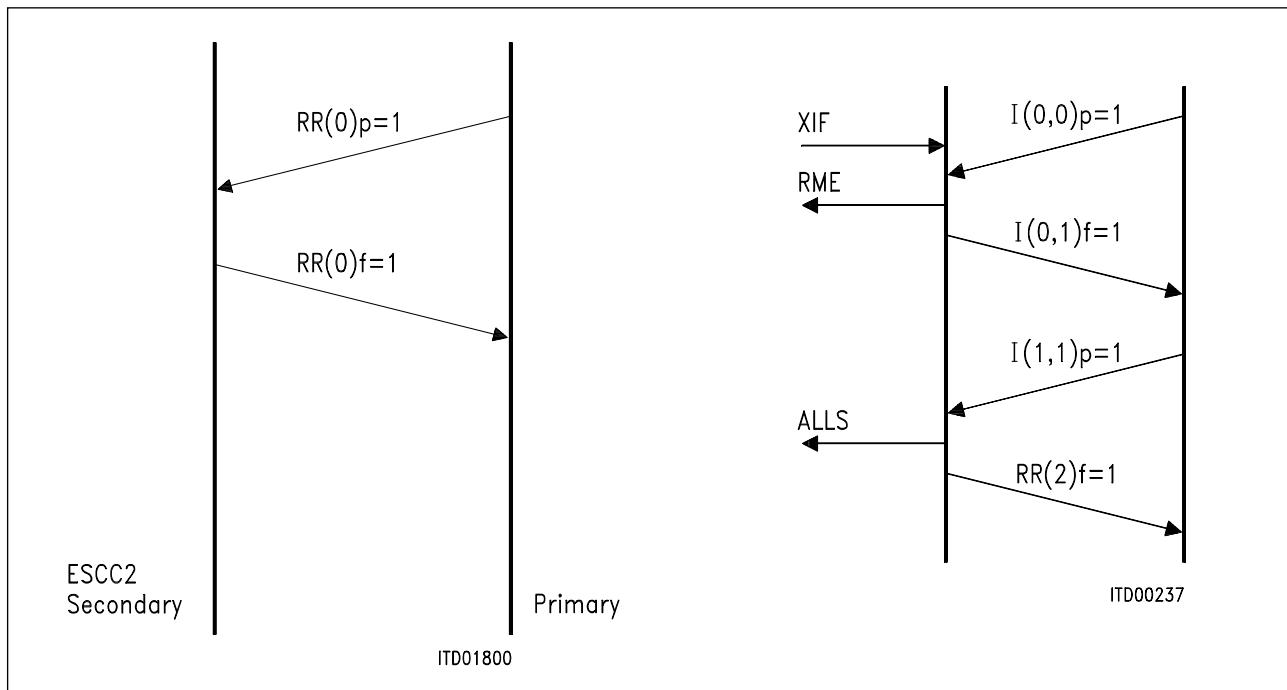 RR(0)p=1
RR(0)f=1
ESCC2
Secondary
Primary
ITD01800
XIF
I(0,0)p=1
RME
I(0,1)f=1
I(1,1)p=1
ALLS
RR(2)f=1
ITD00237